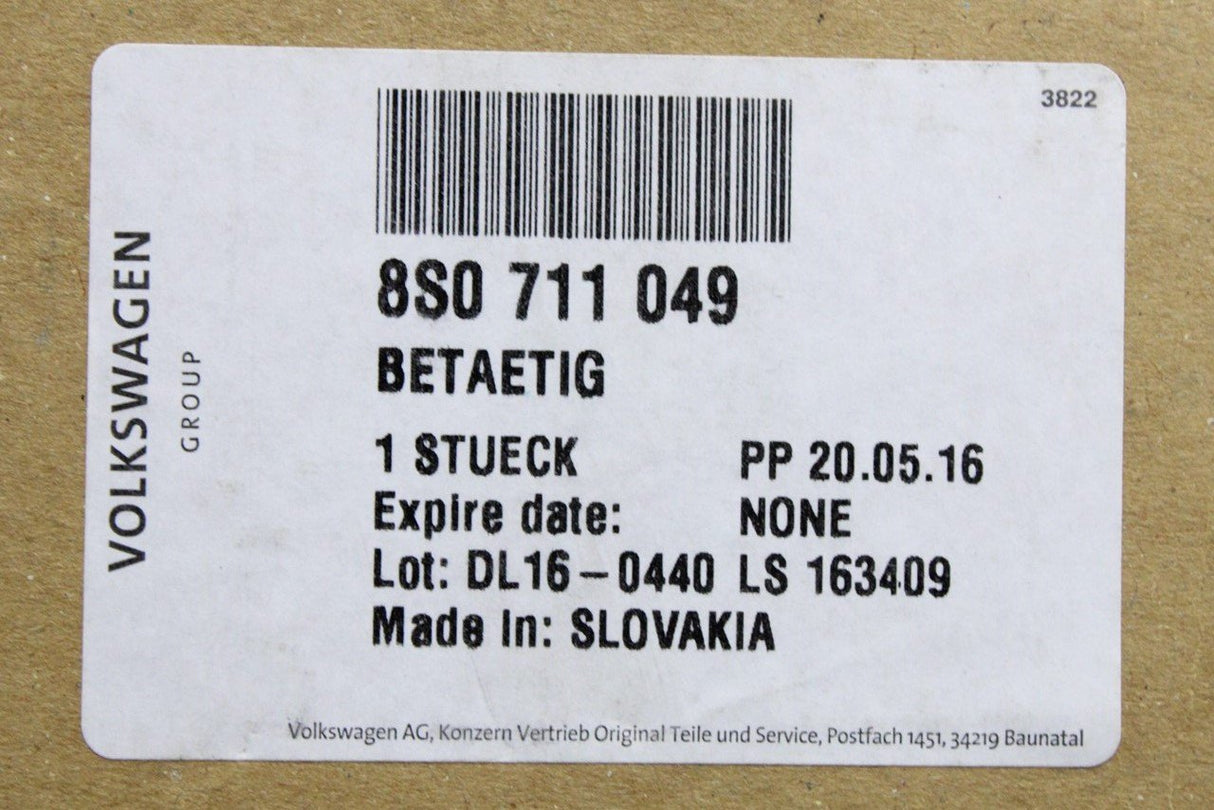 3822
8S0 711 049
BETAETIG
1 STUECK PP 20.05.16
Expire date: NONE
Lot: DL16-0440 LS 163409
Made In: SLOVAKIA
VOLKSWAGEN
GROUP
Volkswagen AG, Konzern Vertrieb Original Teile und Service, Postfach 1451, 34219 Baunatal